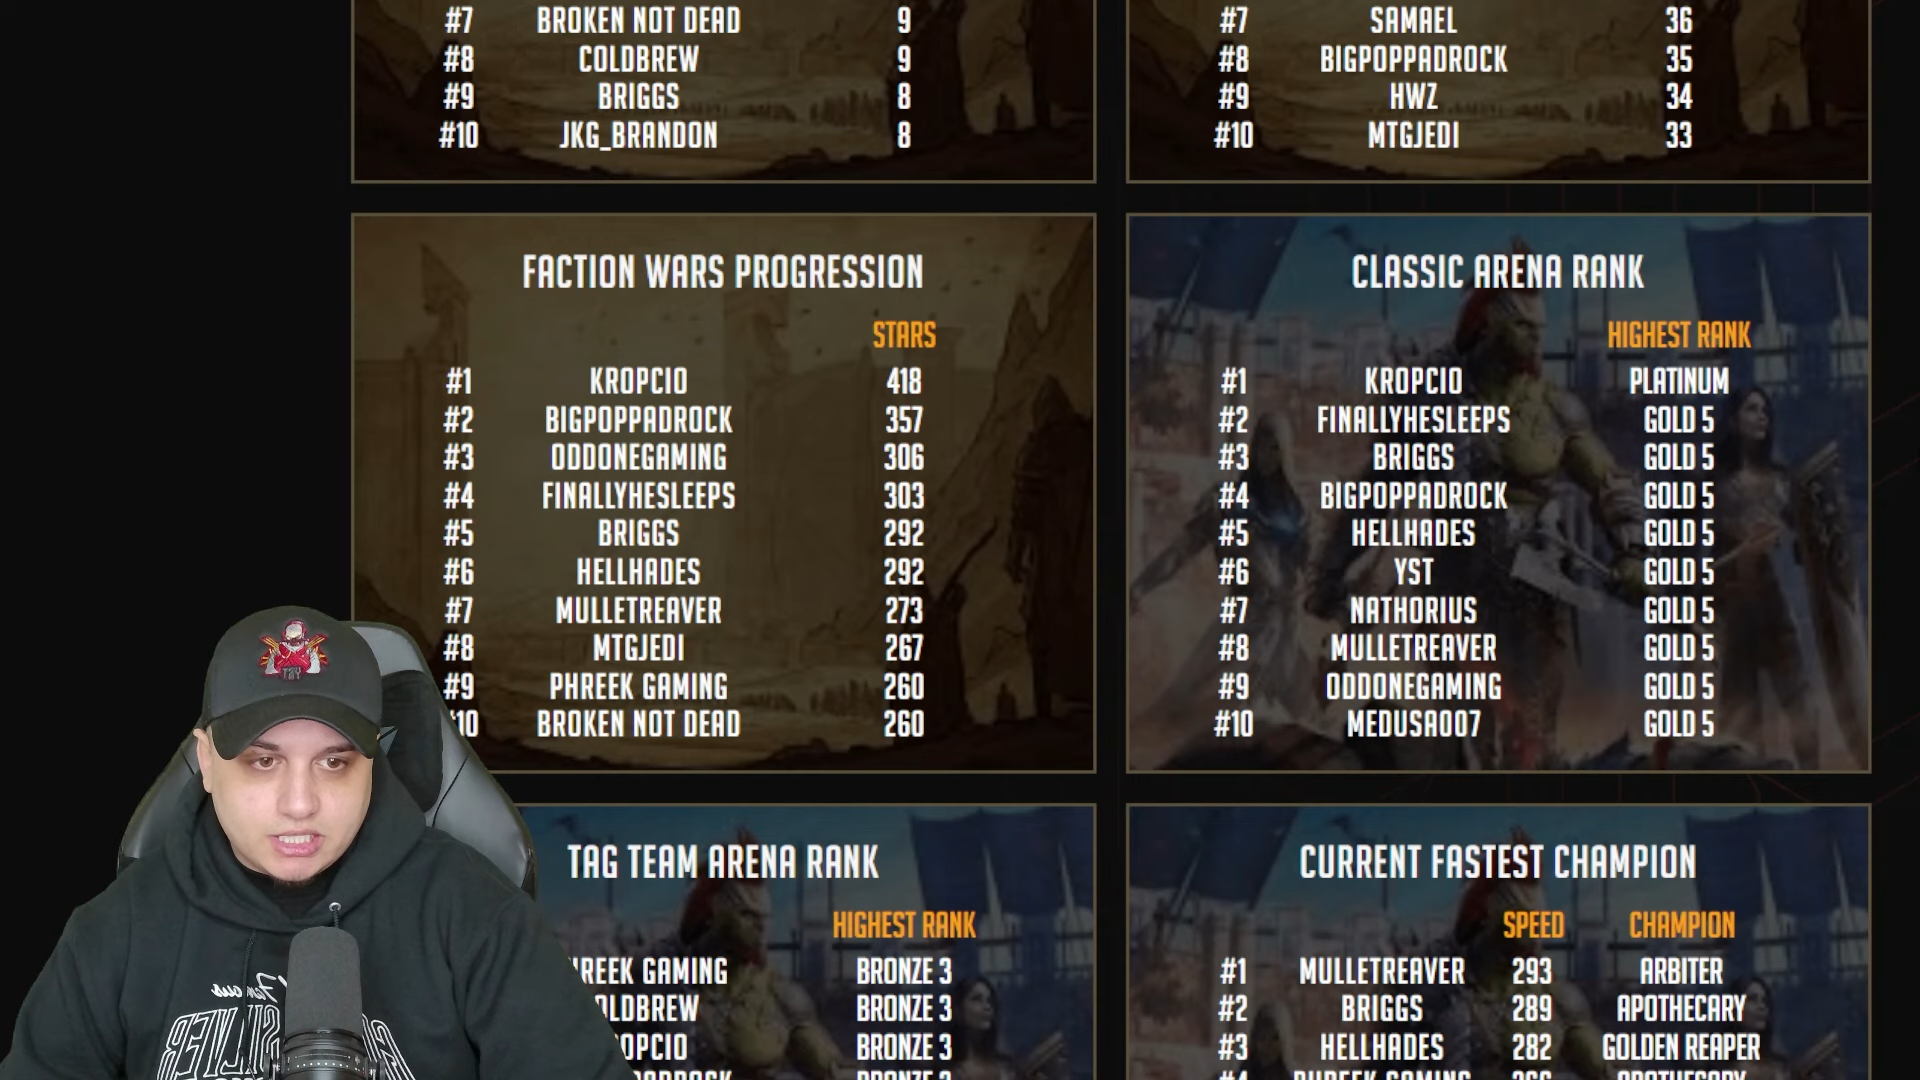 #7 BROKEN NOT DEAD 9
#8 COLDBREW 9
#9 BRIGGS 8
#10 JKG_BRANDON 8
#7 SAMAEL 36
#8 BIGPOPPADROCK 35
#9 HWZ 34
#10 MTGJEDI 33
FACTION WARS PROGRESSION
STARS
#1 KROPCIO 418
#2 BIGPOPPADROCK 357
#3 ODDONEGAMING 306
#4 FINALLYHESLEEPS 303
#5 BRIGGS 292
#6 HELLHADES 292
#7 MULLETREAVER 273
#8 MTGJEDI 267
#9 PHREEK GAMING 260
10 BROKEN NOT DEAD 260
CLASSIC ARENA RANK
HIGHEST RANK
#1 KROPCIO PLATINUM
#2 FINALLYHESLEEPS GOLD 5
#3 BRIGGS GOLD 5
#4 BIGPOPPADROCK GOLD 5
#5 HELLHADES GOLD 5
#6 YST GOLD 5
#7 NATHORIUS GOLD 5
#8 MULLETREAVER GOLD 5
#9 ODDONEGAMING GOLD 5
#10 MEDUSA007 GOLD 5
TAG TEAM ARENA RANK
HIGHEST RANK
HREEK GAMING BRONZE 3
OLDBREW BRONZE 3
OPCIO BRONZE 3
CURRENT FASTEST CHAMPION
SPEED CHAMPION
#1 MULLETREAVER 293 ARBITER
#2 BRIGGS 289 APOTHECARY
#3 HELLHADES 282 GOLDEN REAPER